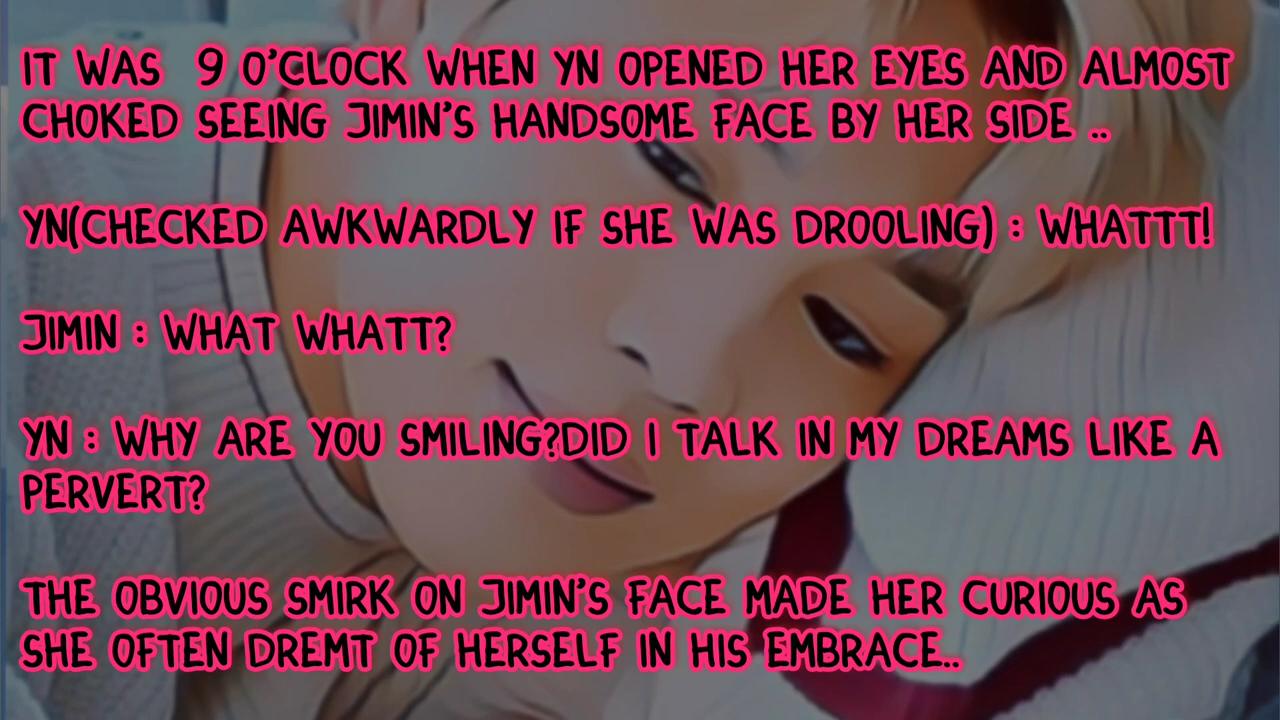 IT WAS 9 O'CLOCK WHEN YN OPENED HER EYES AND ALMOST
CHOKED SEEING JIMIN'S HANDSOME FACE BY HER SIDE ..
YN(CHECKED AWKWARDLY IF SHE WAS DROOLING) : WHATTT!
JIMIN : WHAT WHATT?
YN : WHY ARE YOU SMILING?DID I TALK IN MY DREAMS LIKE A
PERVERT?
THE OBVIOUS SMIRK ON JIMIN'S FACE MADE HER CURIOUS AS
SHE OFTEN DREMT OF HERSELF IN HIS EMBRACE..